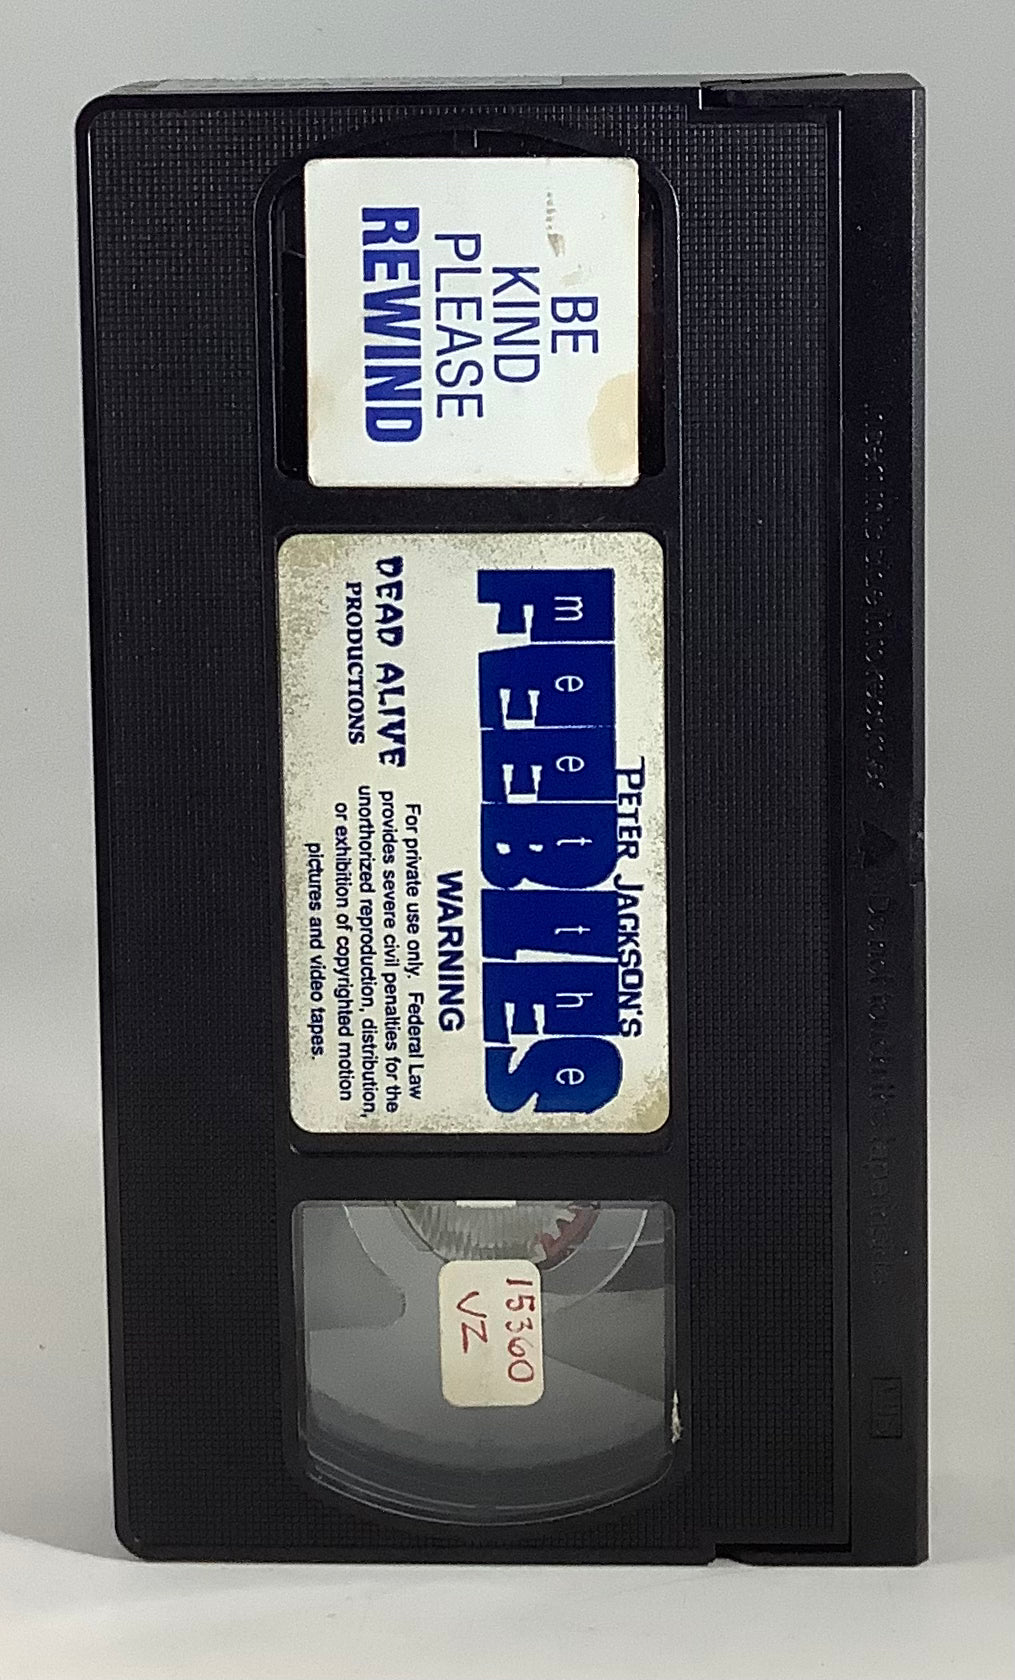 BE
KIND
PLEASE
REWIND
PETER JACKSON'S
meet the
FEEBLES
WARNING
For private use only. Federal Law
provides severe civil penalties for the
unorthorized reproduction, distribution,
or exhibition of copyrighted motion
pictures and video tapes.
DEAD ALIVE
PRODUCTIONS
15360
VZ
VHS